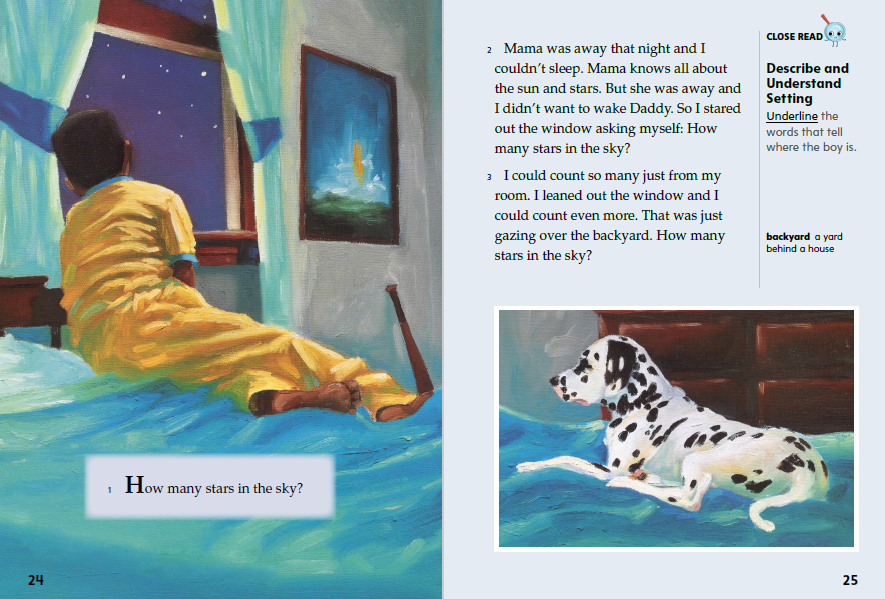 1 How many stars in the sky?
24
2 Mama was away that night and I
couldn’t sleep. Mama knows all about
the sun and stars. But she was away and
I didn’t want to wake Daddy. So I stared
out the window asking myself: How
many stars in the sky?
3 I could count so many just from my
room. I leaned out the window and I
could count even more. That was just
gazing over the backyard. How many
stars in the sky?
CLOSE READ
Describe and
Understand
Setting
Underline the
words that tell
where the boy is.
backyard a yard
behind a house
25